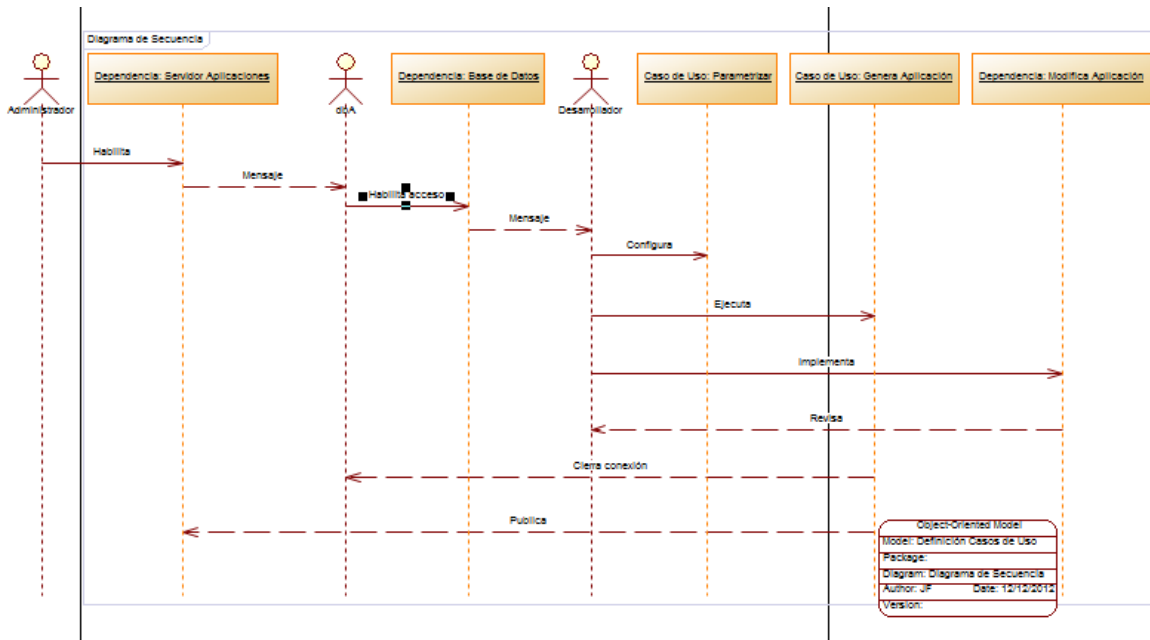 Diagrama de Secuencia
Dependencia: Servidor Aplicaciones
Dependencia: Base de Datos
Caso de Uso: Parametrizar
Caso de Uso: Genera Aplicación
Dependencia: Modifica Aplicación
Administrador
dbA
Desarrollador
Habilita
Mensaje
Habilita acceso
Mensaje
Configura
Ejecuta
Implementa
Revisa
Cierra conexión
Publica
Object-Oriented Model
Model: Definición Casos de Uso
Package:
Diagram: Diagrama de Secuencia
Author: JF Date: 12/12/2012
Version: